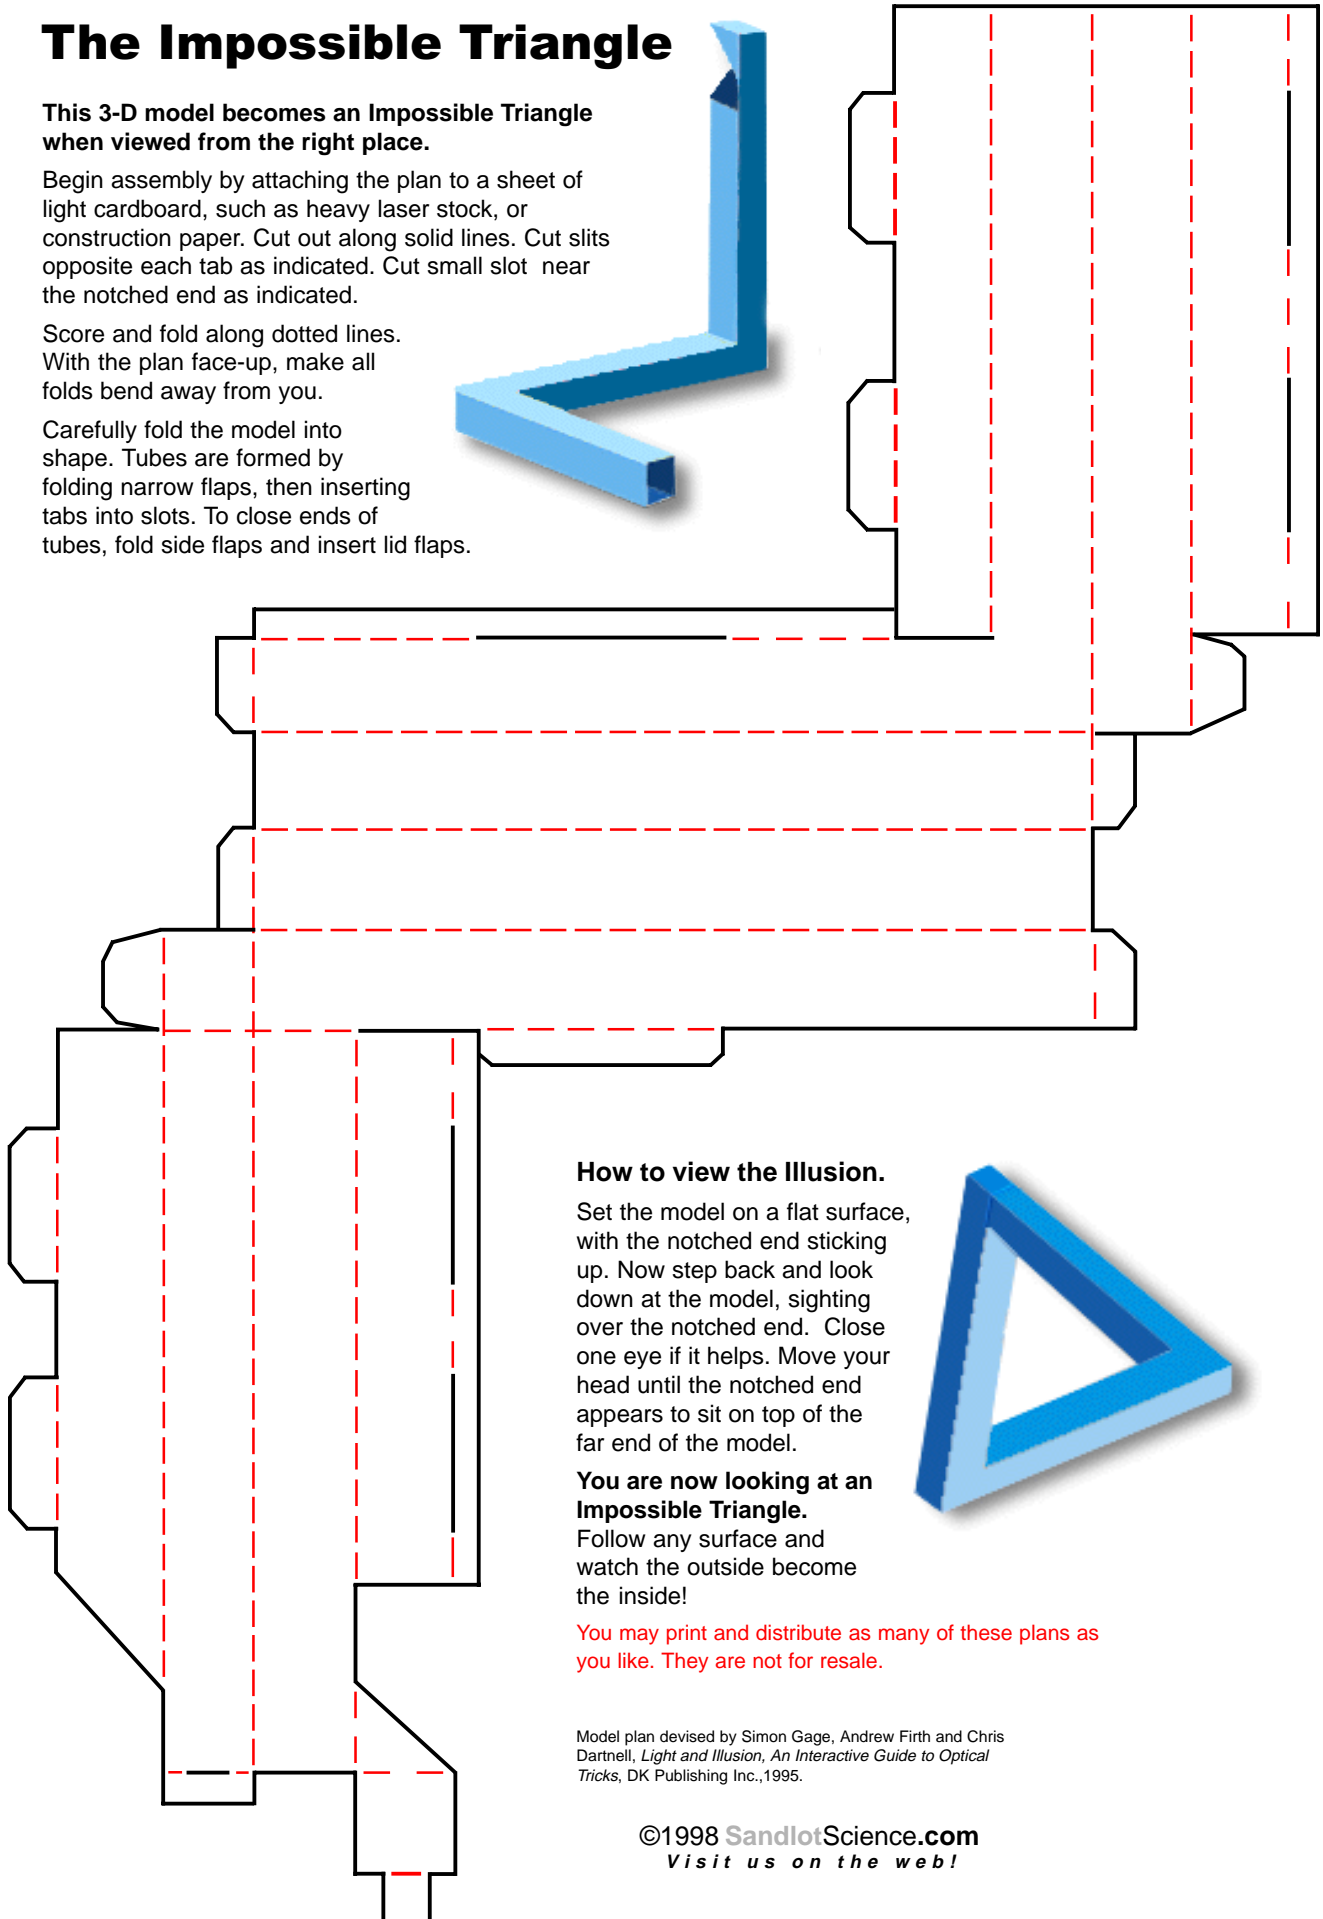 The Impossible Triangle
This 3-D model becomes an Impossible Triangle
when viewed from the right place.
Begin assembly by attaching the plan to a sheet of
light cardboard, such as heavy laser stock, or
construction paper. Cut out along solid lines. Cut slits
opposite each tab as indicated. Cut small slot near
the notched end as indicated.
Score and fold along dotted lines.
With the plan face-up, make all
folds bend away from you.
Carefully fold the model into
shape. Tubes are formed by
folding narrow flaps, then inserting
tabs into slots. To close ends of
tubes, fold side flaps and insert lid flaps.
How to view the Illusion.
Set the model on a flat surface,
with the notched end sticking
up. Now step back and look
down at the model, sighting
over the notched end. Close
one eye if it helps. Move your
head until the notched end
appears to sit on top of the
far end of the model.
You are now looking at an
Impossible Triangle.
Follow any surface and
watch the outside become
the inside!
You may print and distribute as many of these plans as
you like. They are not for resale.
Model plan devised by Simon Gage, Andrew Firth and Chris
Dartnell, Light and Illusion, An Interactive Guide to Optical
Tricks, DK Publishing Inc.,1995.
©1998 SandlotScience.com
Visit us on the web!